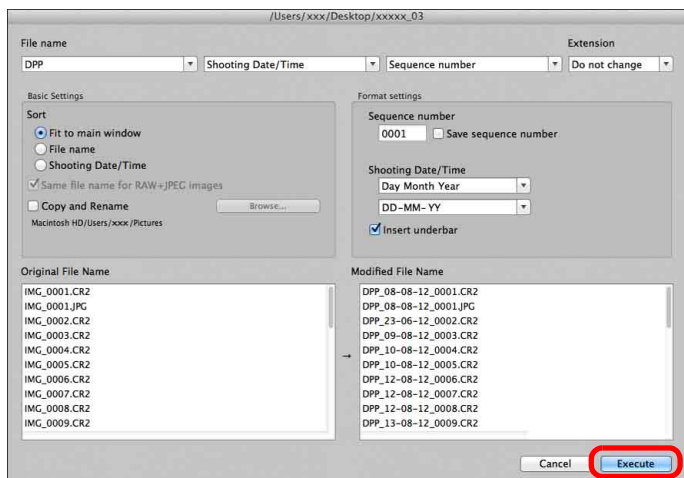 /Users/xxx/Desktop/xxxxx_03
File name
Extension
DPP
Shooting Date/Time
Sequence number
Do not change
Basic Settings
Sort
Fit to main window
File name
Shooting Date/Time
Same file name for RAW+JPEG images
Copy and Rename
Browse...
Macintosh HD/Users/xxx/Pictures
Format settings
Sequence number
0001
Save sequence number
Shooting Date/Time
Day Month Year
DD-MM-YY
Insert underbar
Original File Name
IMG_0001.CR2
IMG_0001.JPG
IMG_0002.CR2
IMG_0003.CR2
IMG_0004.CR2
IMG_0005.CR2
IMG_0006.CR2
IMG_0007.CR2
IMG_0008.CR2
IMG_0009.CR2
→
Modified File Name
DPP_08-08-12_0001.CR2
DPP_08-08-12_0001.JPG
DPP_23-06-12_0002.CR2
DPP_09-08-12_0003.CR2
DPP_10-08-12_0004.CR2
DPP_10-08-12_0005.CR2
DPP_12-08-12_0006.CR2
DPP_12-08-12_0007.CR2
DPP_12-08-12_0008.CR2
DPP_13-08-12_0009.CR2
Cancel
Execute